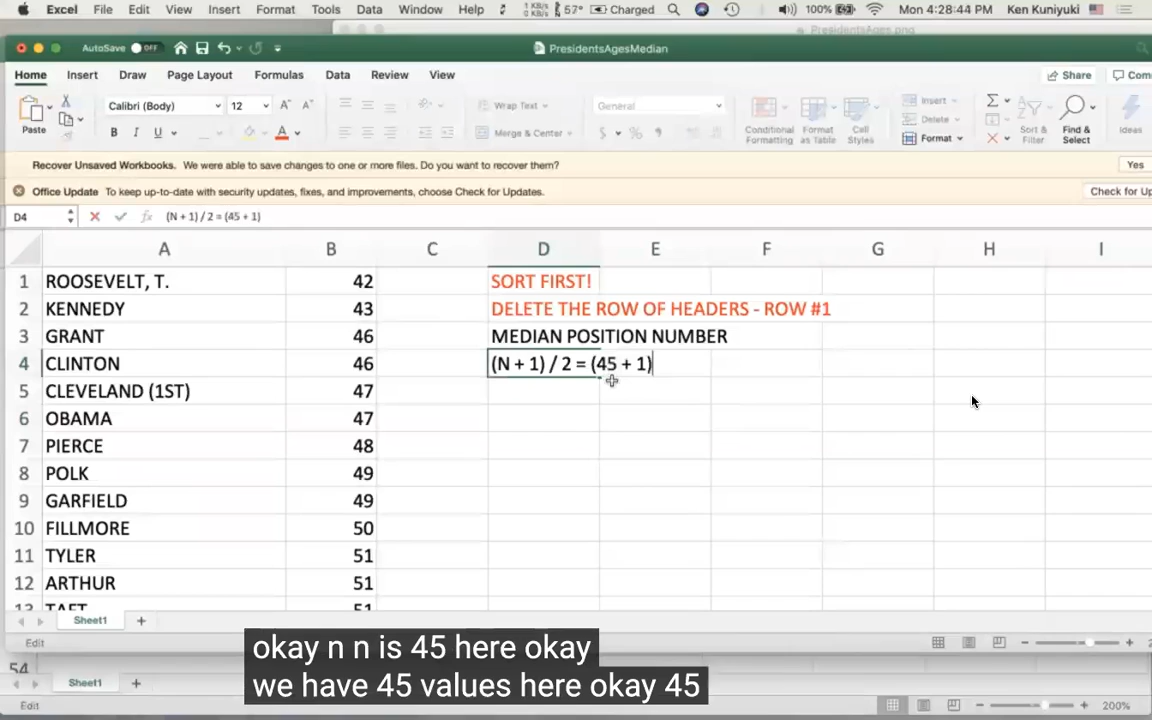 Excel File Edit View Insert Format Tools Data Window Help 57° Charged 100% Mon 4:28:44 PM Ken Kuniyuki
PresidentsAges.png
AutoSave OFF PresidentsAgesMedian
Home Insert Draw Page Layout Formulas Data Review View Share Com
Paste Calibri (Body) 12 Wrap Text General Insert
B I U Merge & Center $ % Conditional Formatting Format as Table Cell Styles Delete Format Sort & Filter Find & Select Ideas
Recover Unsaved Workbooks. We were able to save changes to one or more files. Do you want to recover them? Yes
Office Update To keep up-to-date with security updates, fixes, and improvements, choose Check for Updates. Check for Up
D4 fx (N + 1) / 2 = (45 + 1)
A B C D E F G H I
1 ROOSEVELT, T. 42 SORT FIRST!
2 KENNEDY 43 DELETE THE ROW OF HEADERS - ROW #1
3 GRANT 46 MEDIAN POSITION NUMBER
4 CLINTON 46 (N + 1) / 2 = (45 + 1)
5 CLEVELAND (1ST) 47
6 OBAMA 47
7 PIERCE 48
8 POLK 49
9 GARFIELD 49
10 FILLMORE 50
11 TYLER 51
12 ARTHUR 51
13 TAFT 51
Sheet1 +
Edit
okay n n is 45 here okay
we have 45 values here okay 45
54
Sheet1 +
Edit 200%